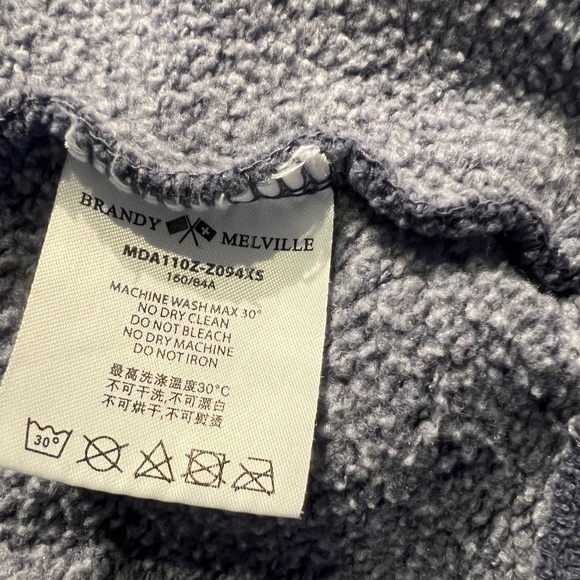 BRANDY MELVILLE
MDA110Z-Z094XS
160/84A
MACHINE WASH MAX 30°
NO DRY CLEAN
DO NOT BLEACH
NO DRY MACHINE
DO NOT IRON
最高洗涤温度30°C
不可干洗,不可漂白
不可烘干,不可熨烫
30°